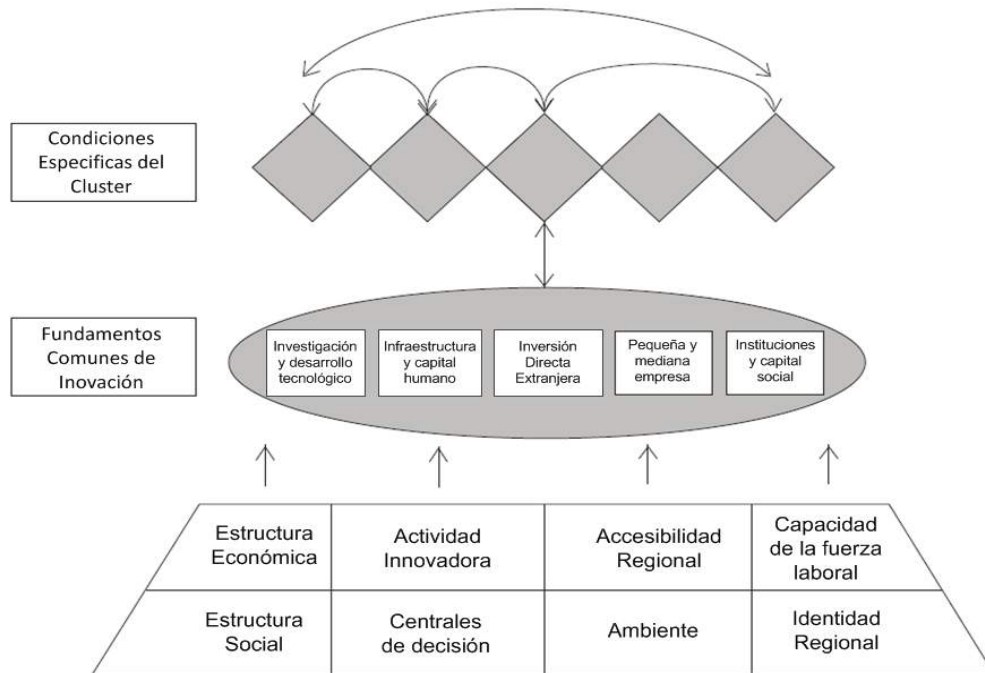 Condiciones
Especificas del
Cluster
Fundamentos
Comunes de
Inovación
Investigación
y desarrollo
tecnológico
Infraestructura
y capital
humano
Inversión
Directa
Extranjera
Pequeña y
mediana
empresa
Instituciones
y capital
social
Estructura
Económica
Actividad
Innovadora
Accesibilidad
Regional
Capacidad
de la fuerza
laboral
Estructura
Social
Centrales
de decisión
Ambiente
Identidad
Regional